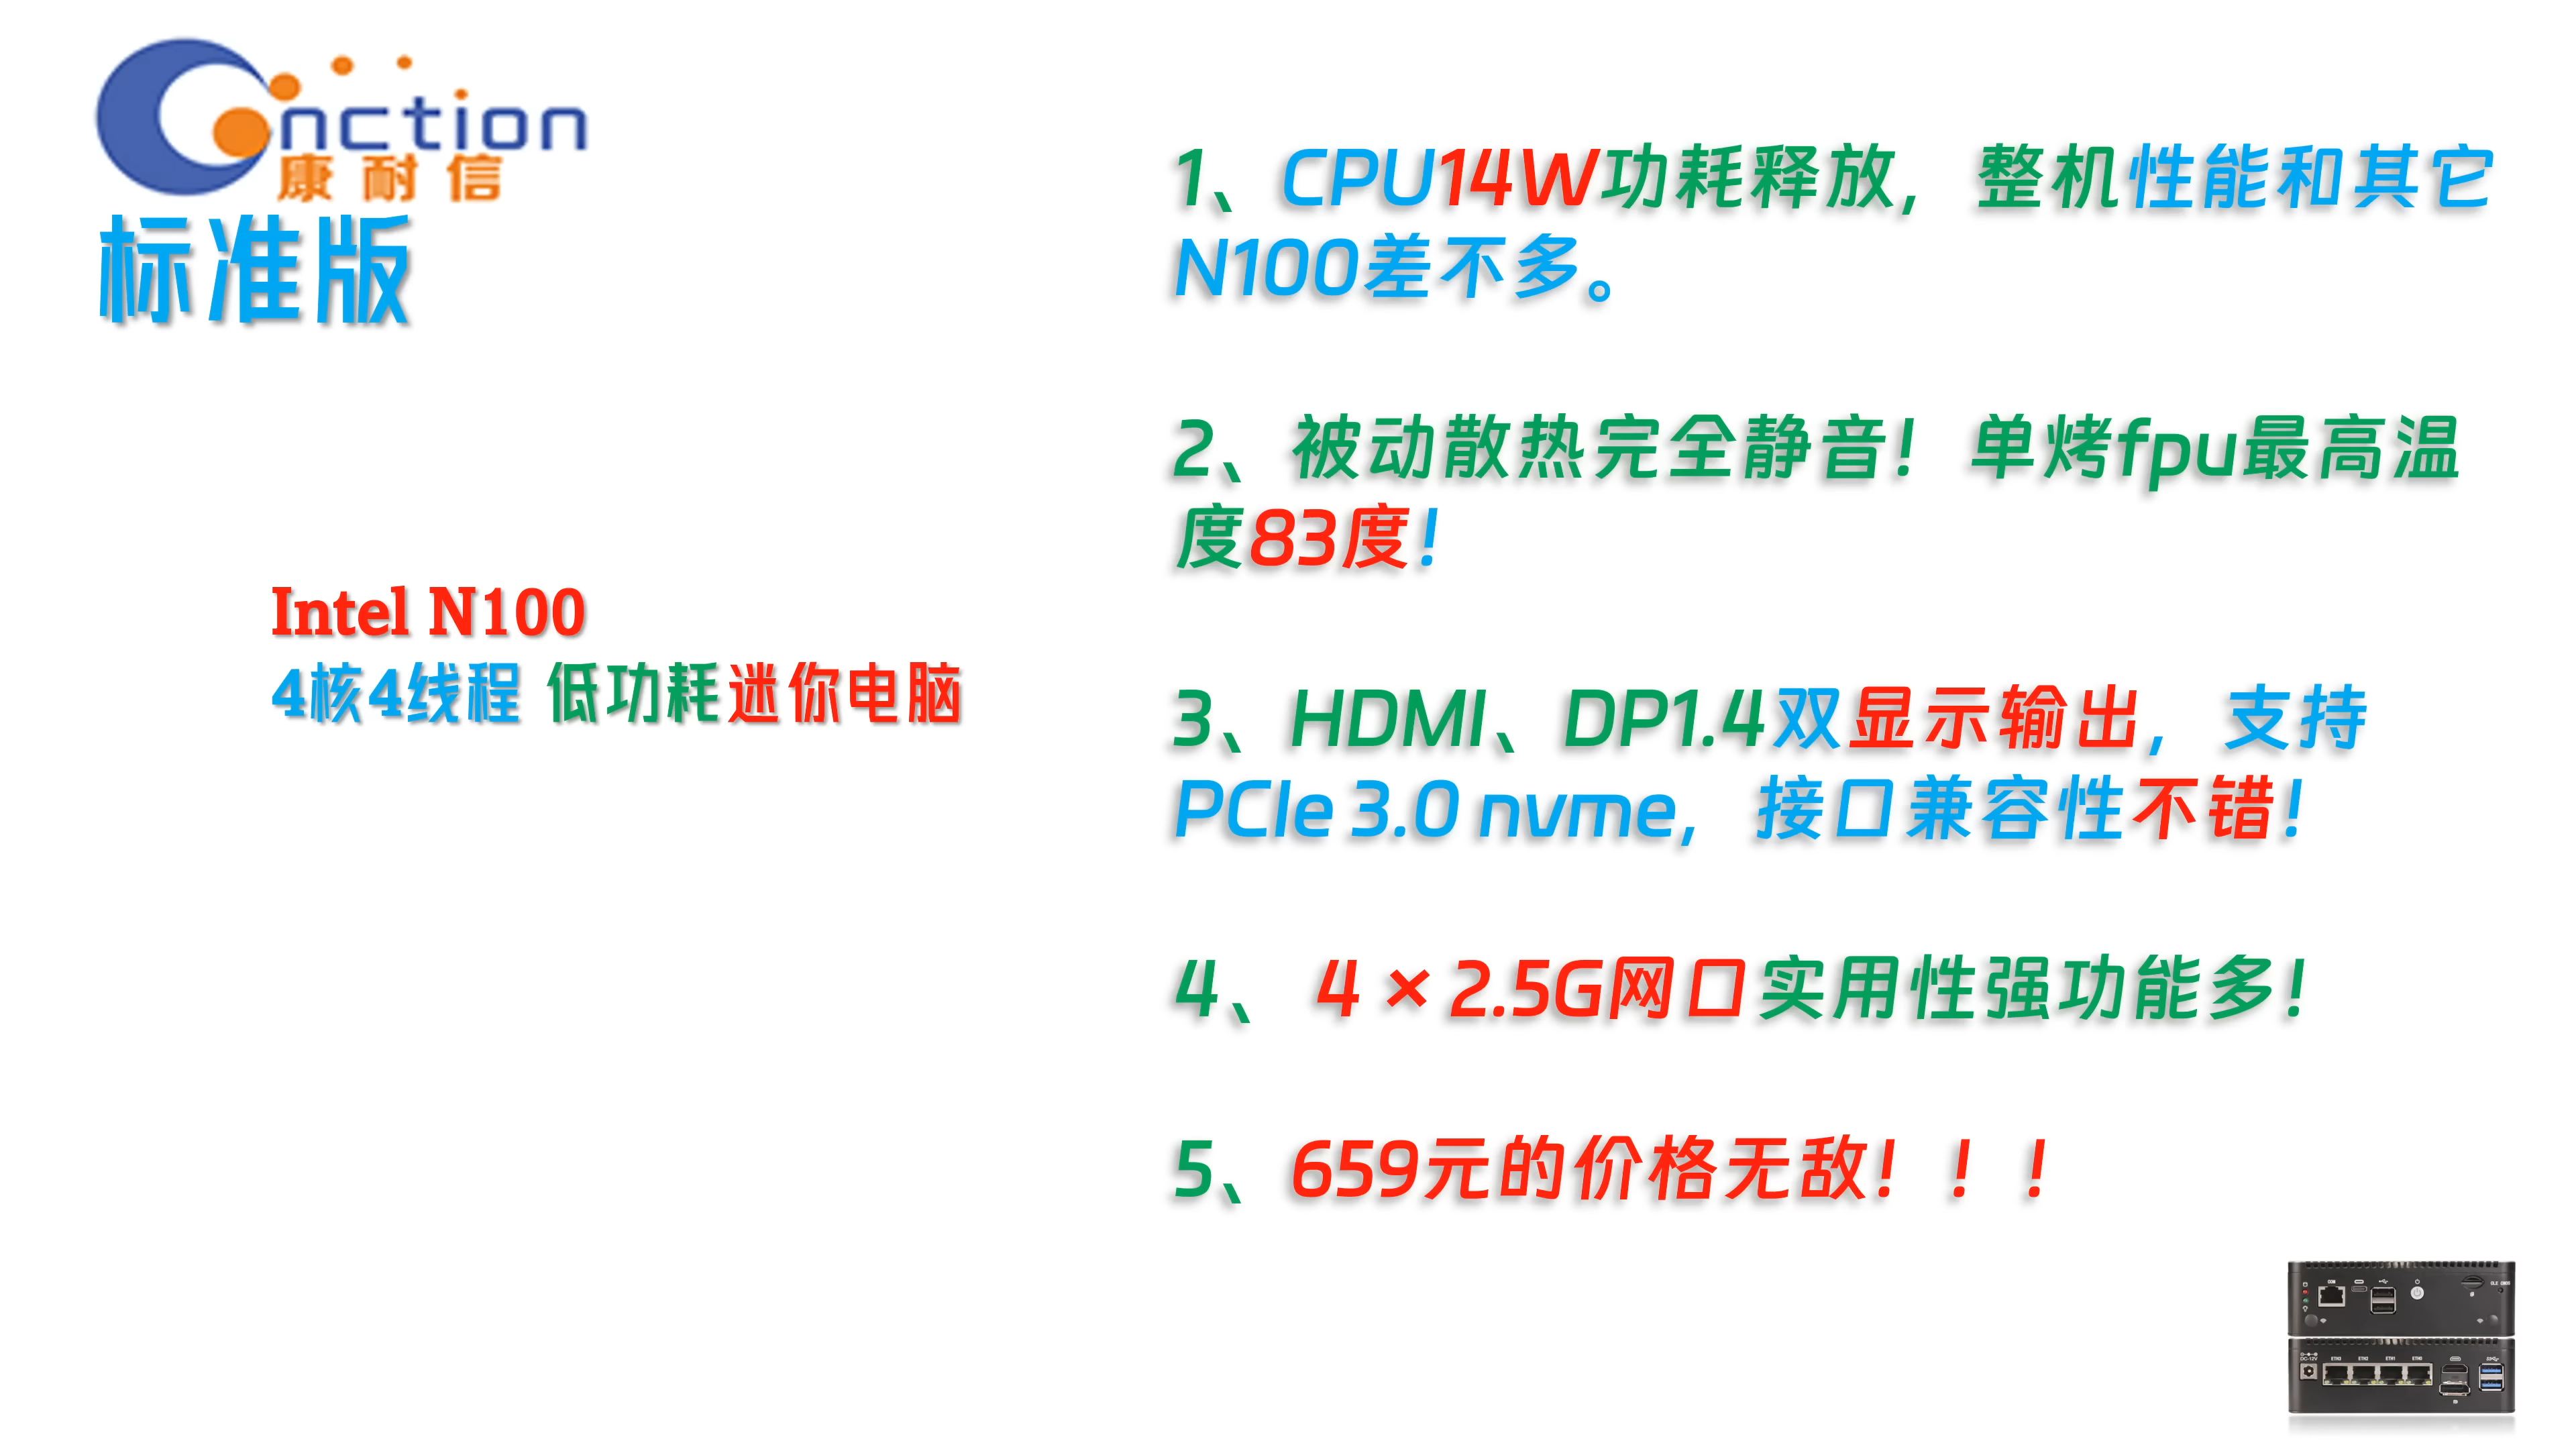 Conction
康耐信
标准版
Intel N100
4核4线程 低功耗迷你电脑
1、CPU14W功耗释放，整机性能和其它
N100差不多。
2、被动散热完全静音！单烤fpu最高温
度83度！
3、HDMI、DP1.4双显示输出，支持
PCIe 3.0 nvme，接口兼容性不错！
4、 4 × 2.5G网口实用性强功能多！
5、659元的价格无敌！！！
COM
DC-12V